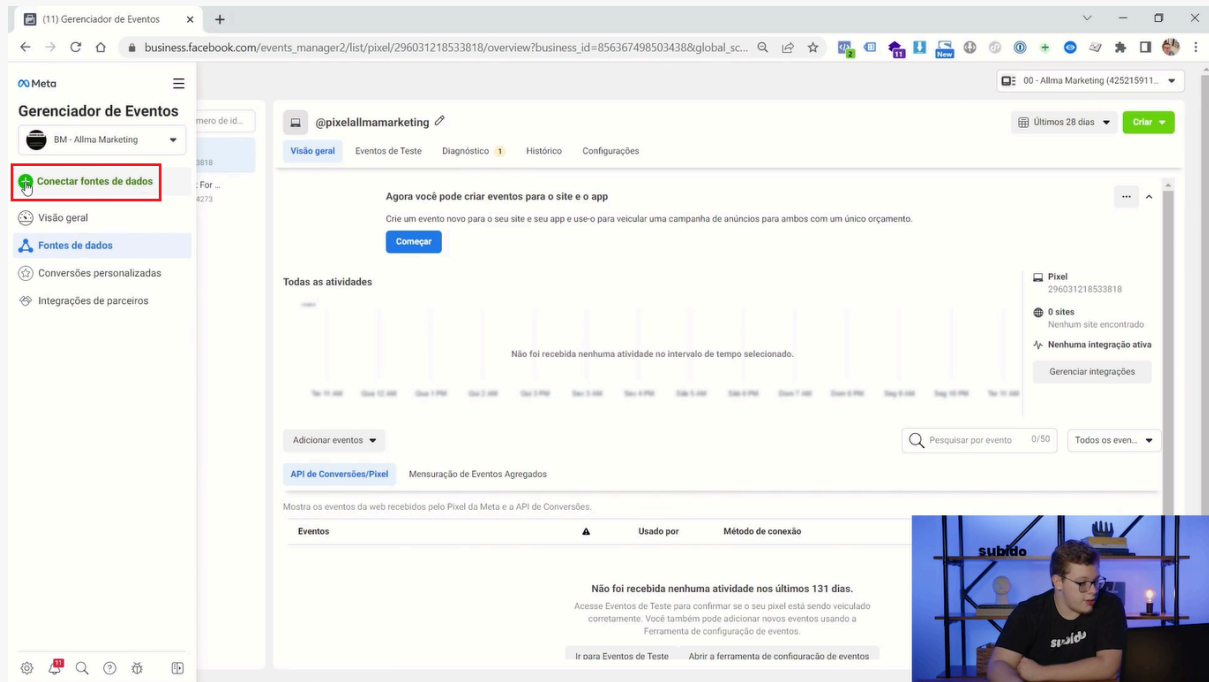 (11) Gerenciador de Eventos
business.facebook.com/events_manager2/list/pixel/296031218533818/overview?business_id=856367498503438&global_sc...
2
11
New
Meta
00 - Allma Marketing (425215911...
Gerenciador de Eventos
BM - Allma Marketing
Conectar fontes de dados
Visão geral
Fontes de dados
Conversões personalizadas
Integrações de parceiros
11
mero de id...
3818
For ...
4273
@pixelallmamarketing
Últimos 28 dias
Criar
Visão geral Eventos de Teste Diagnóstico 1 Histórico Configurações
Agora você pode criar eventos para o site e o app
Crie um evento novo para o seu site e seu app e use-o para veicular uma campanha de anúncios para ambos com um único orçamento.
Começar
Todas as atividades
Não foi recebida nenhuma atividade no intervalo de tempo selecionado.
Pixel
296031218533818
0 sites
Nenhum site encontrado
Nenhuma integração ativa
Gerenciar integrações
Adicionar eventos
Pesquisar por evento 0/50
Todos os even...
API de Conversões/Pixel Mensuração de Eventos Agregados
Mostra os eventos da web recebidos pelo Pixel da Meta e a API de Conversões.
Eventos Usado por Método de conexão
Não foi recebida nenhuma atividade nos últimos 131 dias.
Acesse Eventos de Teste para confirmar se o seu pixel está sendo veiculado
corretamente. Você também pode adicionar novos eventos usando a
Ferramenta de configuração de eventos.
Ir para Eventos de Teste Abrir a ferramenta de configuração de eventos
subido
subido